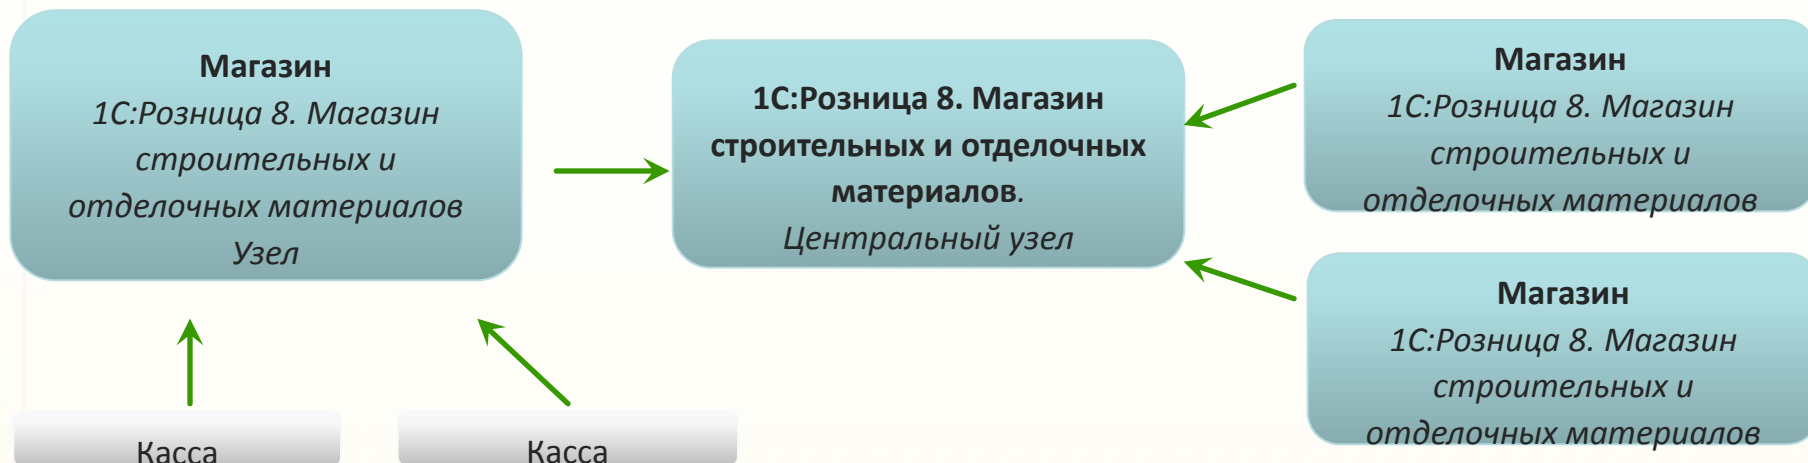 Магазин
1С:Розница 8. Магазин
строительных и
отделочных материалов
Узел
1С:Розница 8. Магазин
строительных и отделочных
материалов.
Центральный узел
Магазин
1С:Розница 8. Магазин
строительных и
отделочных материалов
Магазин
1С:Розница 8. Магазин
строительных и
отделочных материалов
Касса
Касса